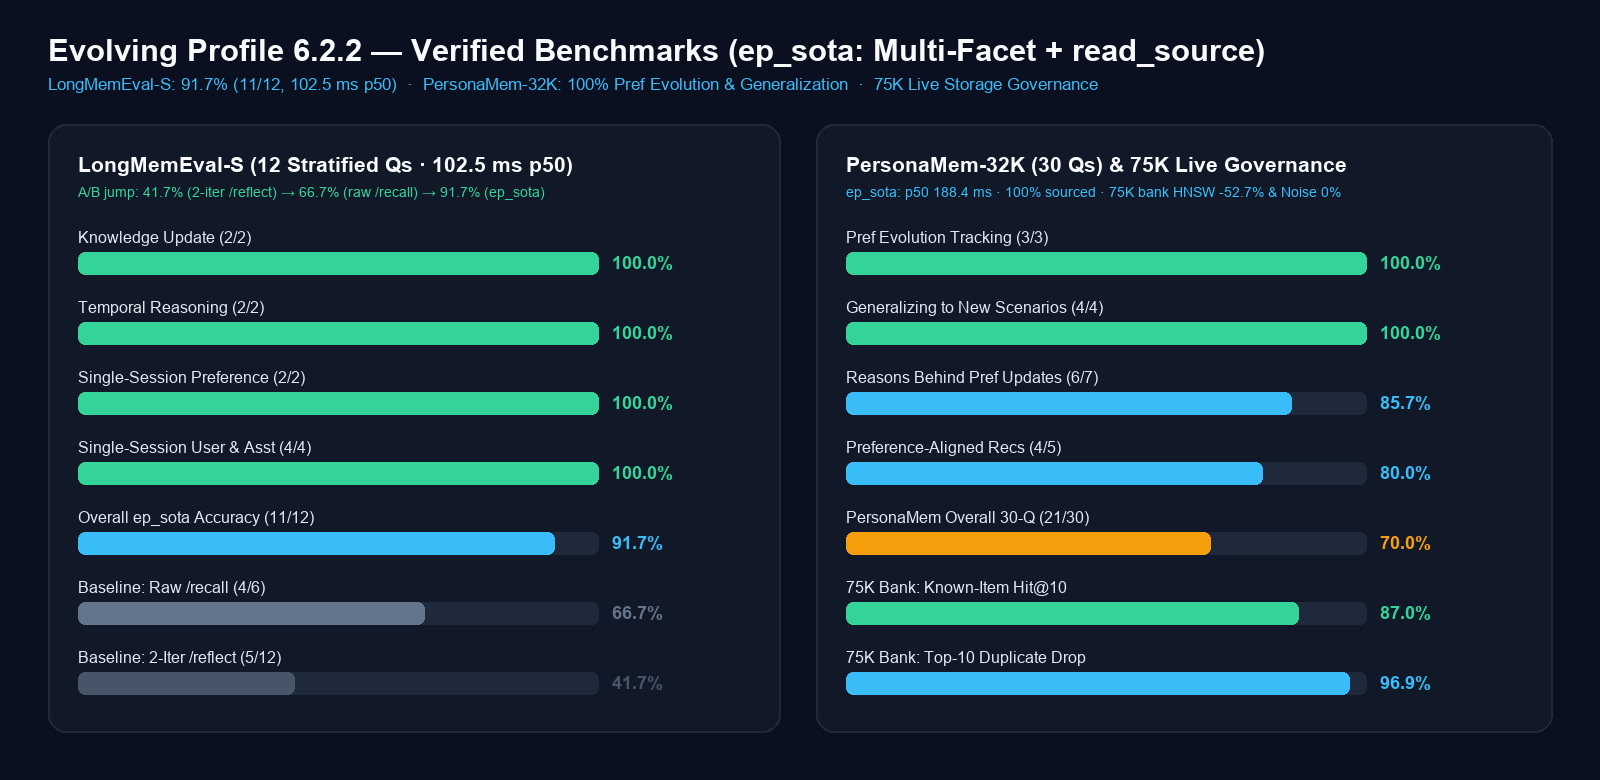 Evolving Profile 6.2.2 — Verified Benchmarks (ep_sota: Multi-Facet + read_source)
LongMemEval-S: 91.7% (11/12, 102.5 ms p50) · PersonaMem-32K: 100% Pref Evolution & Generalization · 75K Live Storage Governance
LongMemEval-S (12 Stratified Qs · 102.5 ms p50)
A/B jump: 41.7% (2-iter /reflect) → 66.7% (raw /recall) → 91.7% (ep_sota)
Knowledge Update (2/2)
100.0%
Temporal Reasoning (2/2)
100.0%
Single-Session Preference (2/2)
100.0%
Single-Session User & Asst (4/4)
100.0%
Overall ep_sota Accuracy (11/12)
91.7%
Baseline: Raw /recall (4/6)
66.7%
Baseline: 2-Iter /reflect (5/12)
41.7%
PersonaMem-32K (30 Qs) & 75K Live Governance
ep_sota: p50 188.4 ms · 100% sourced · 75K bank HNSW -52.7% & Noise 0%
Pref Evolution Tracking (3/3)
100.0%
Generalizing to New Scenarios (4/4)
100.0%
Reasons Behind Pref Updates (6/7)
85.7%
Preference-Aligned Recs (4/5)
80.0%
PersonaMem Overall 30-Q (21/30)
70.0%
75K Bank: Known-Item Hit@10
87.0%
75K Bank: Top-10 Duplicate Drop
96.9%